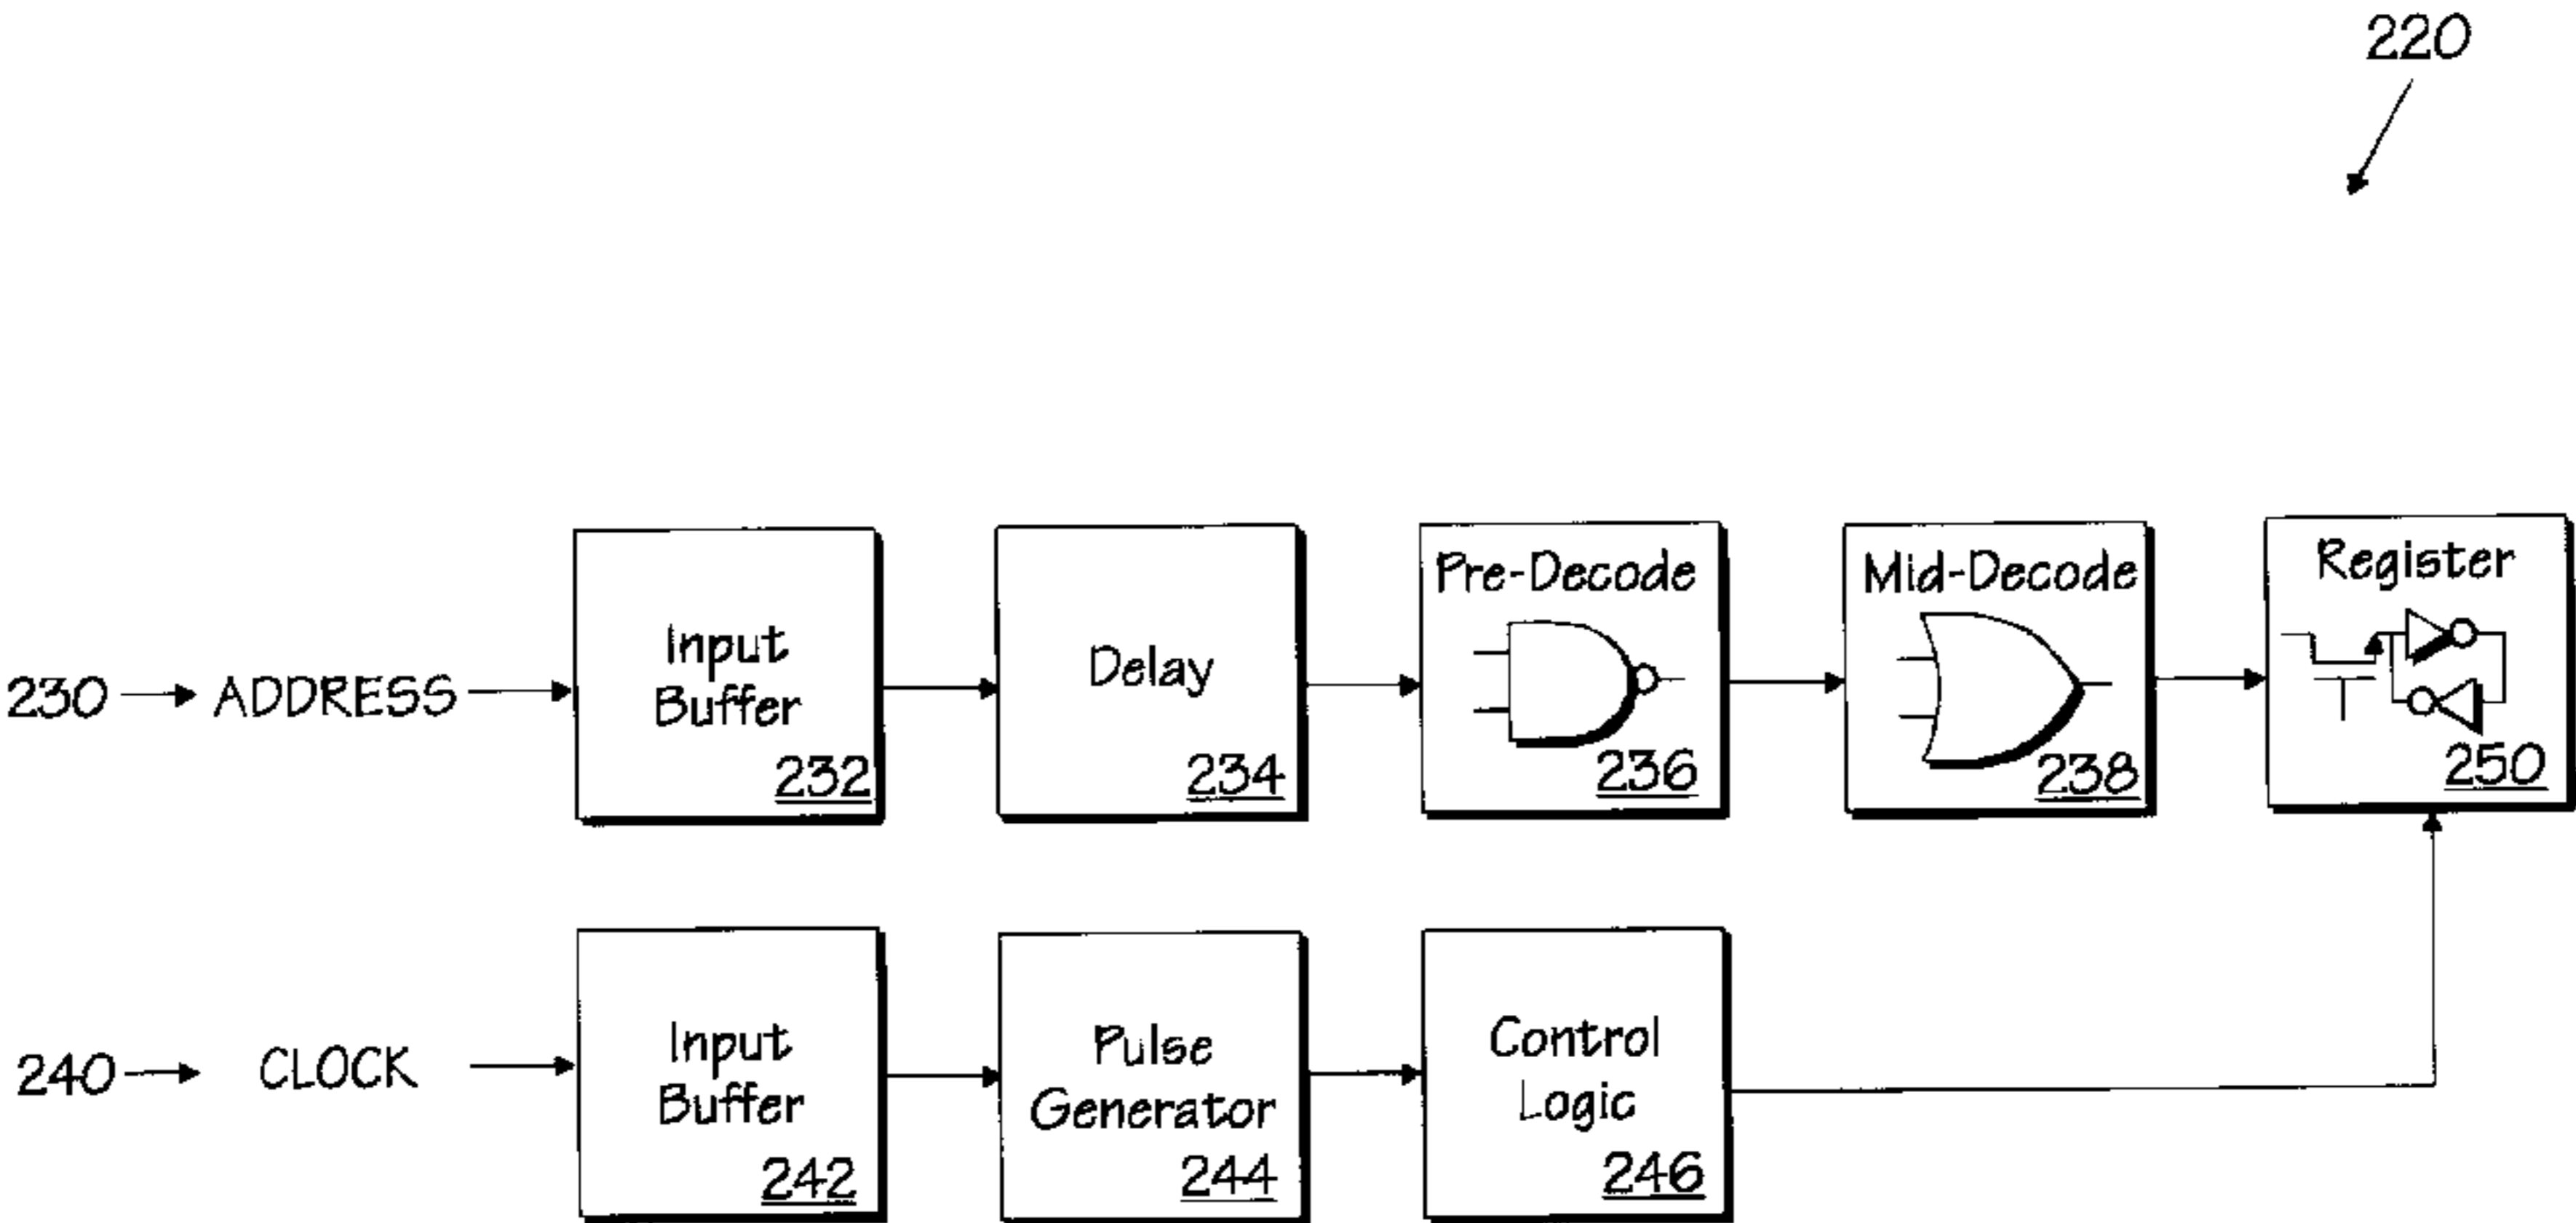 220
230 ADDRESS
Input
Buffer
232
Delay
234
Pre-Decode
236
Mid-Decode
238
Register
250
240 CLOCK
Input
Buffer
242
Pulse
Generator
244
Control
Logic
246